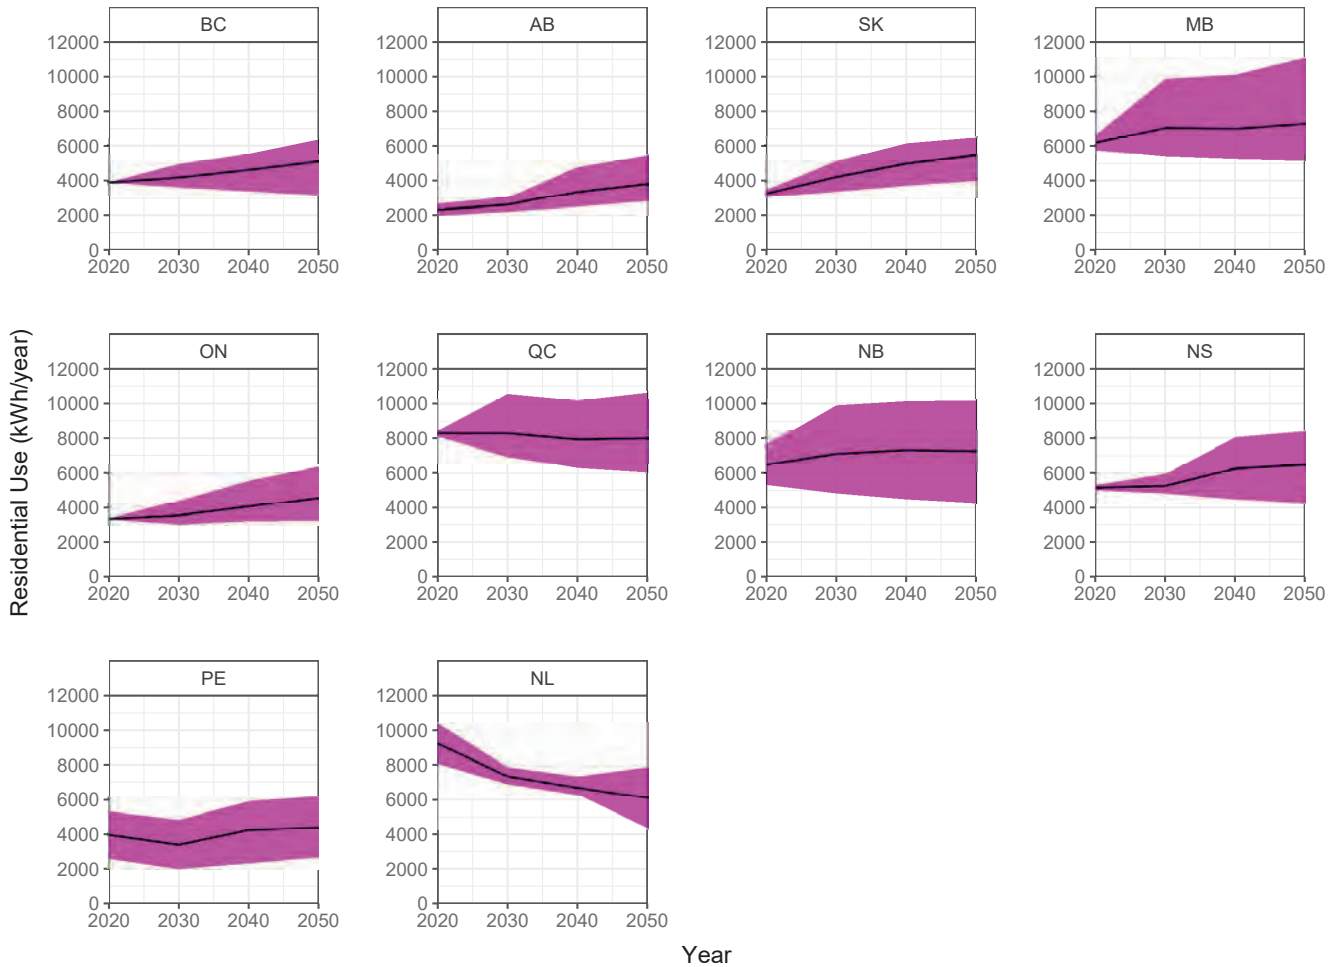 BC AB SK MB
12000 12000 12000 12000
10000 10000 10000 10000
8000 8000 8000 8000
6000 6000 6000 6000
4000 4000 4000 4000
2000 2000 2000 2000
0 0 0 0
2020 2030 2040 2050 2020 2030 2040 2050 2020 2030 2040 2050 2020 2030 2040 2050
Residential Use (kWh/year)
ON QC NB NS
12000 12000 12000 12000
10000 10000 10000 10000
8000 8000 8000 8000
6000 6000 6000 6000
4000 4000 4000 4000
2000 2000 2000 2000
0 0 0 0
2020 2030 2040 2050 2020 2030 2040 2050 2020 2030 2040 2050 2020 2030 2040 2050
PE NL
12000 12000
10000 10000
8000 8000
6000 6000
4000 4000
2000 2000
0 0
2020 2030 2040 2050 2020 2030 2040 2050
Year